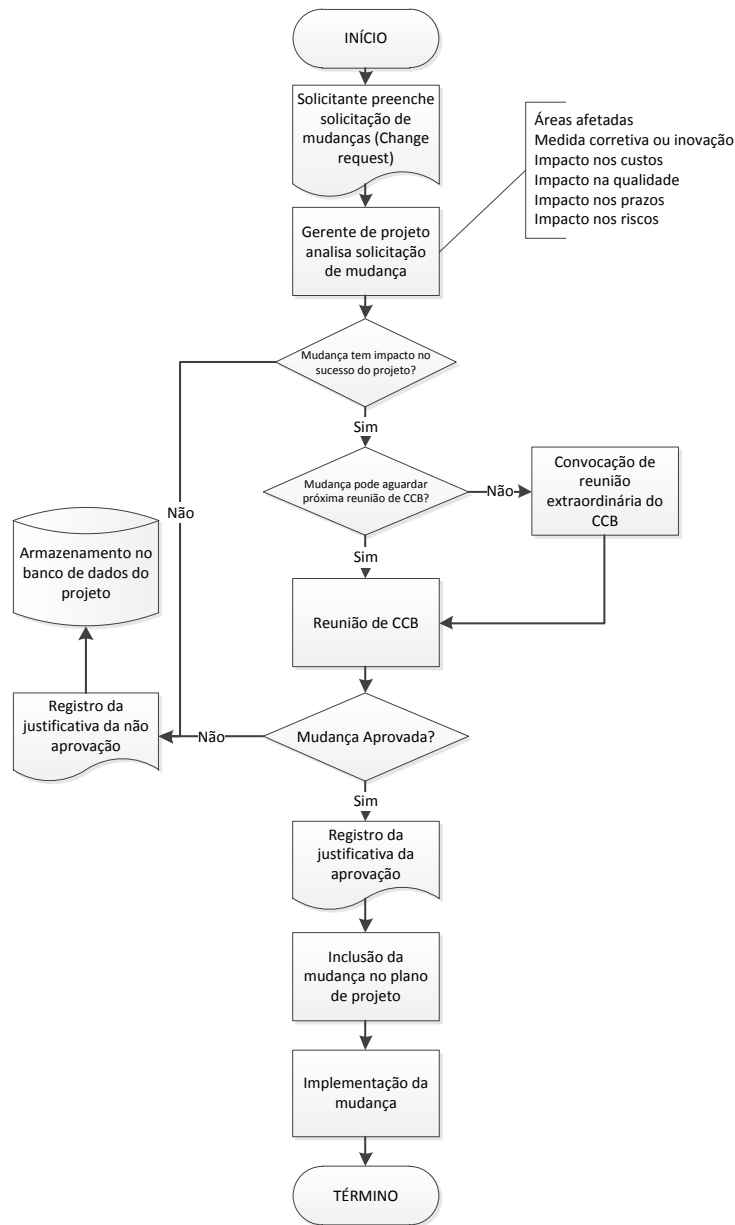 INÍCIO
Solicitante preenche
solicitação de
mudanças (Change
request)
Áreas afetadas
Medida corretiva ou inovação
Impacto nos custos
Impacto na qualidade
Impacto nos prazos
Impacto nos riscos
Gerente de projeto
analisa solicitação
de mudança
Mudança tem impacto no
sucesso do projeto?
Sim
Mudança pode aguardar
próxima reunião de CCB?
Não
Convocação de
reunião
extraordinária do
CCB
Não
Sim
Armazenamento no
banco de dados do
projeto
Reunião de CCB
Registro da
justificativa da não
aprovação
Não
Mudança Aprovada?
Sim
Registro da
justificativa da
aprovação
Inclusão da
mudança no plano
de projeto
Implementação da
mudança
TÉRMINO